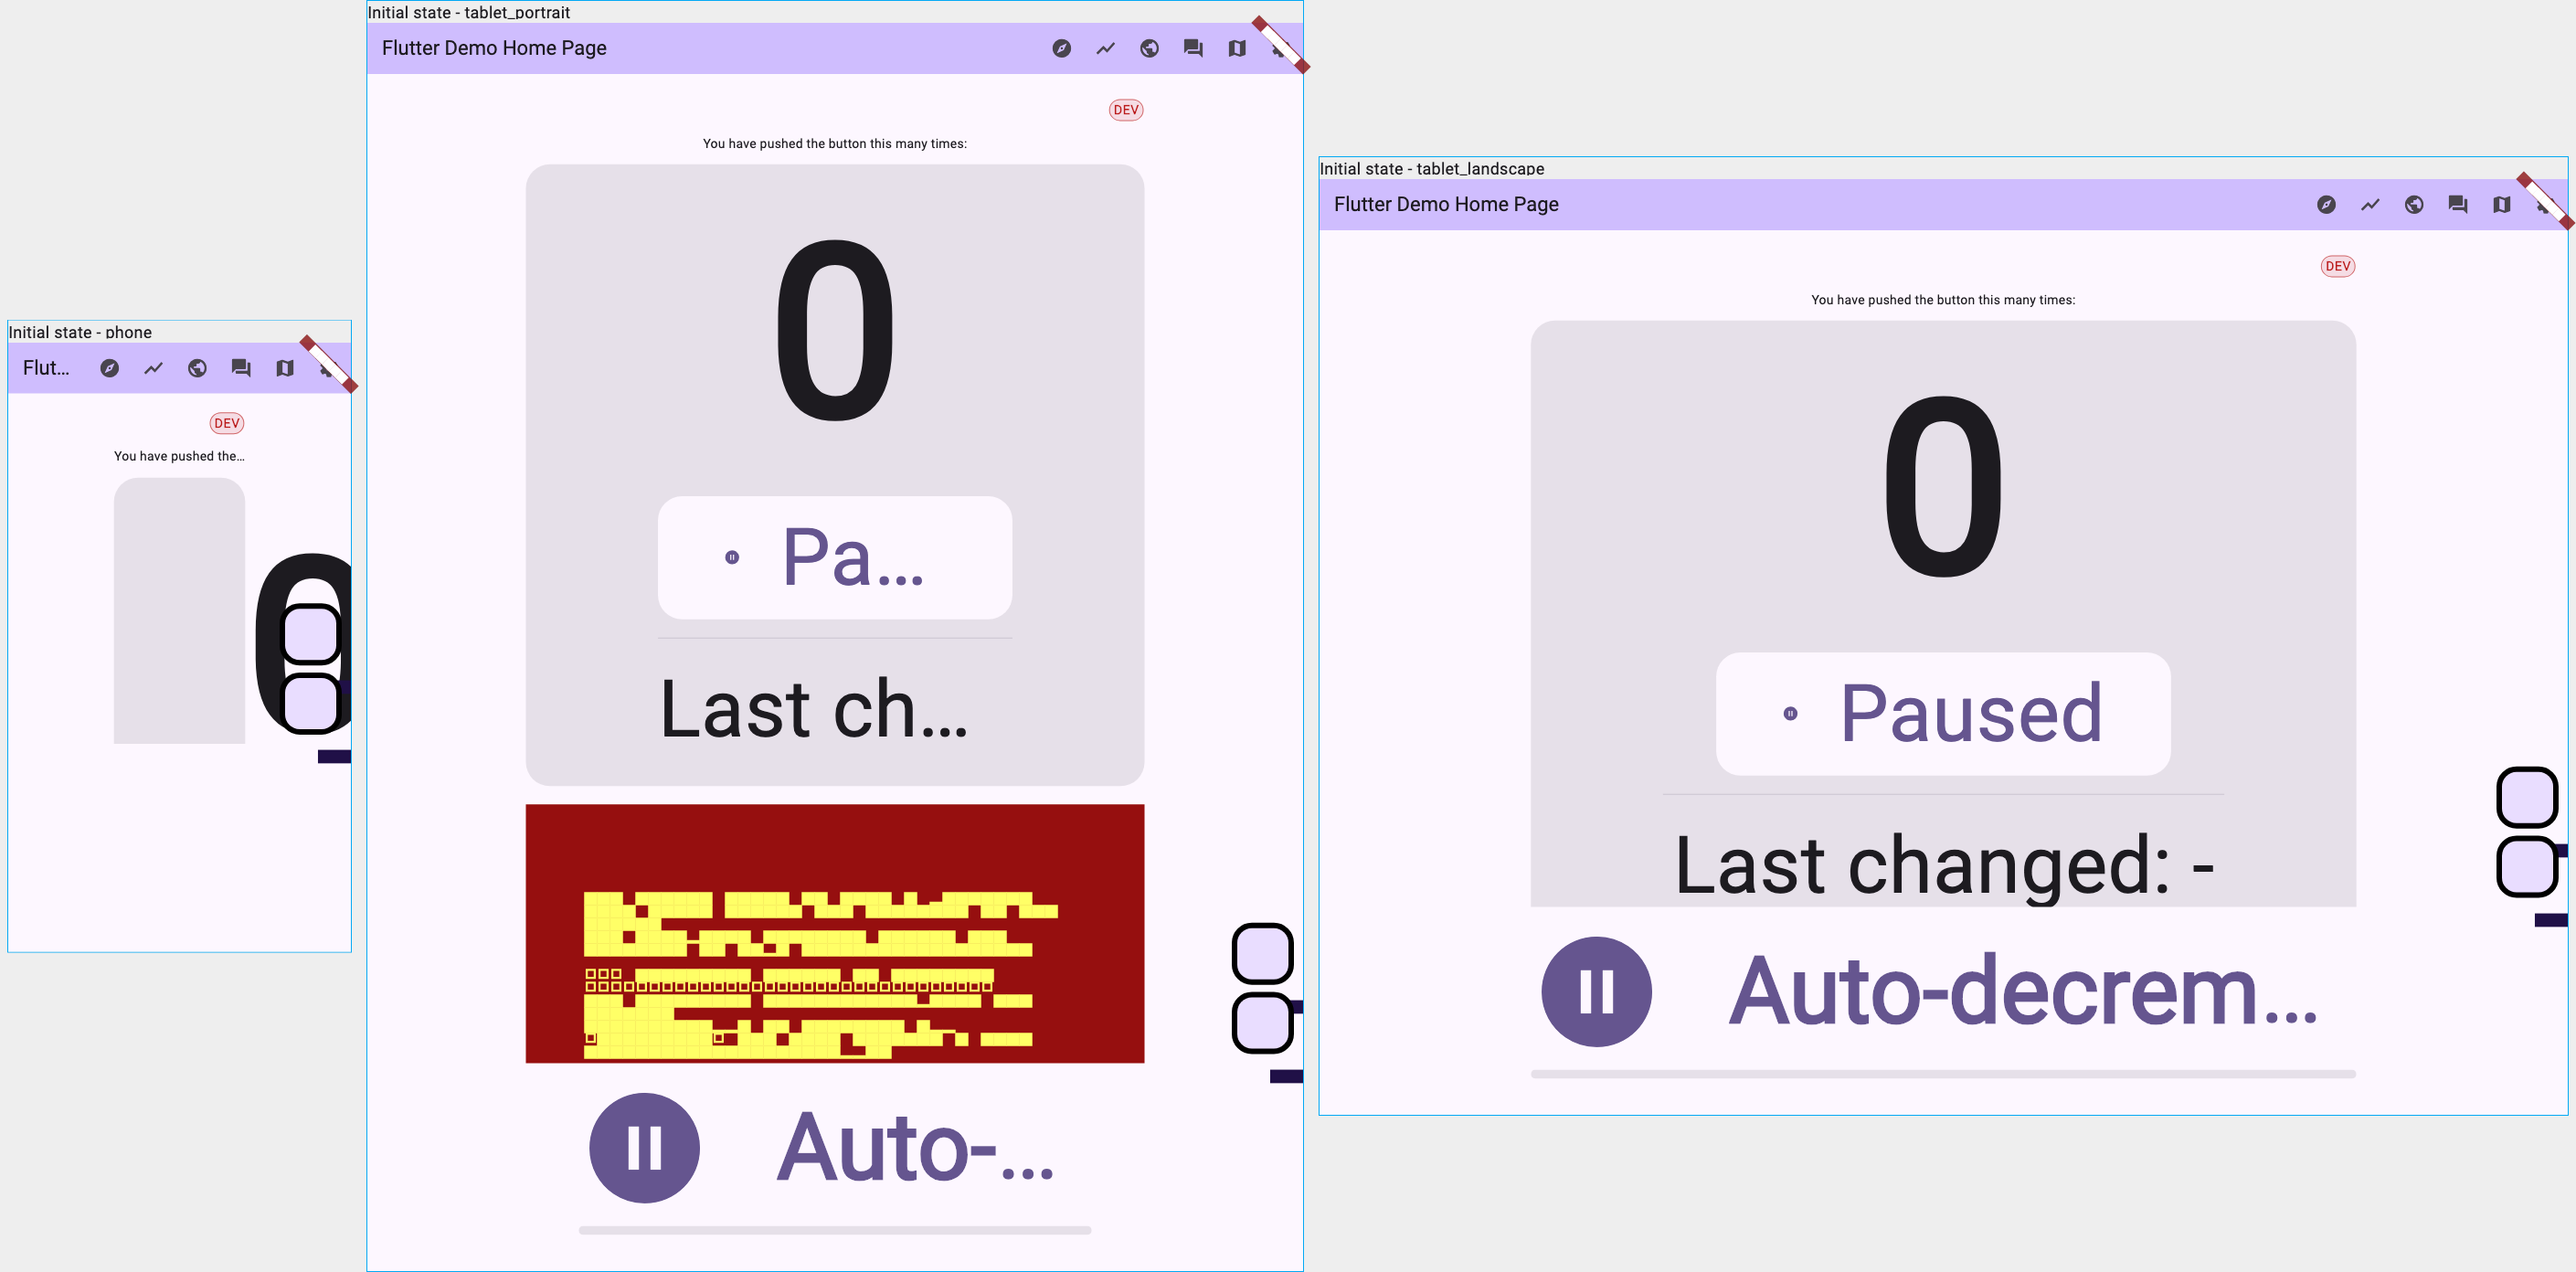 Initial state - phone
Flut...
DEV
You have pushed the...
0
Initial state - tablet_portrait
Flutter Demo Home Page
DEV
You have pushed the button this many times:
0
Pa...
Last ch...
Auto-...
Initial state - tablet_landscape
Flutter Demo Home Page
DEV
You have pushed the button this many times:
0
Paused
Last changed: -
Auto-decrem...